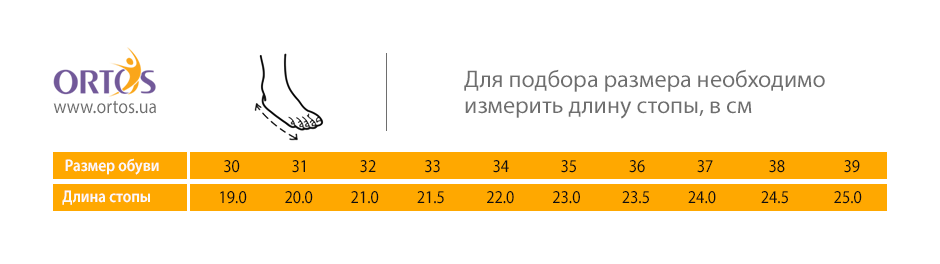 ORTOS
www.ortos.ua
Для подбора размера необходимо
измерить длину стопы, в см
Размер обуви 30 31 32 33 34 35 36 37 38 39
Длина стопы 19.0 20.0 21.0 21.5 22.0 23.0 23.5 24.0 24.5 25.0